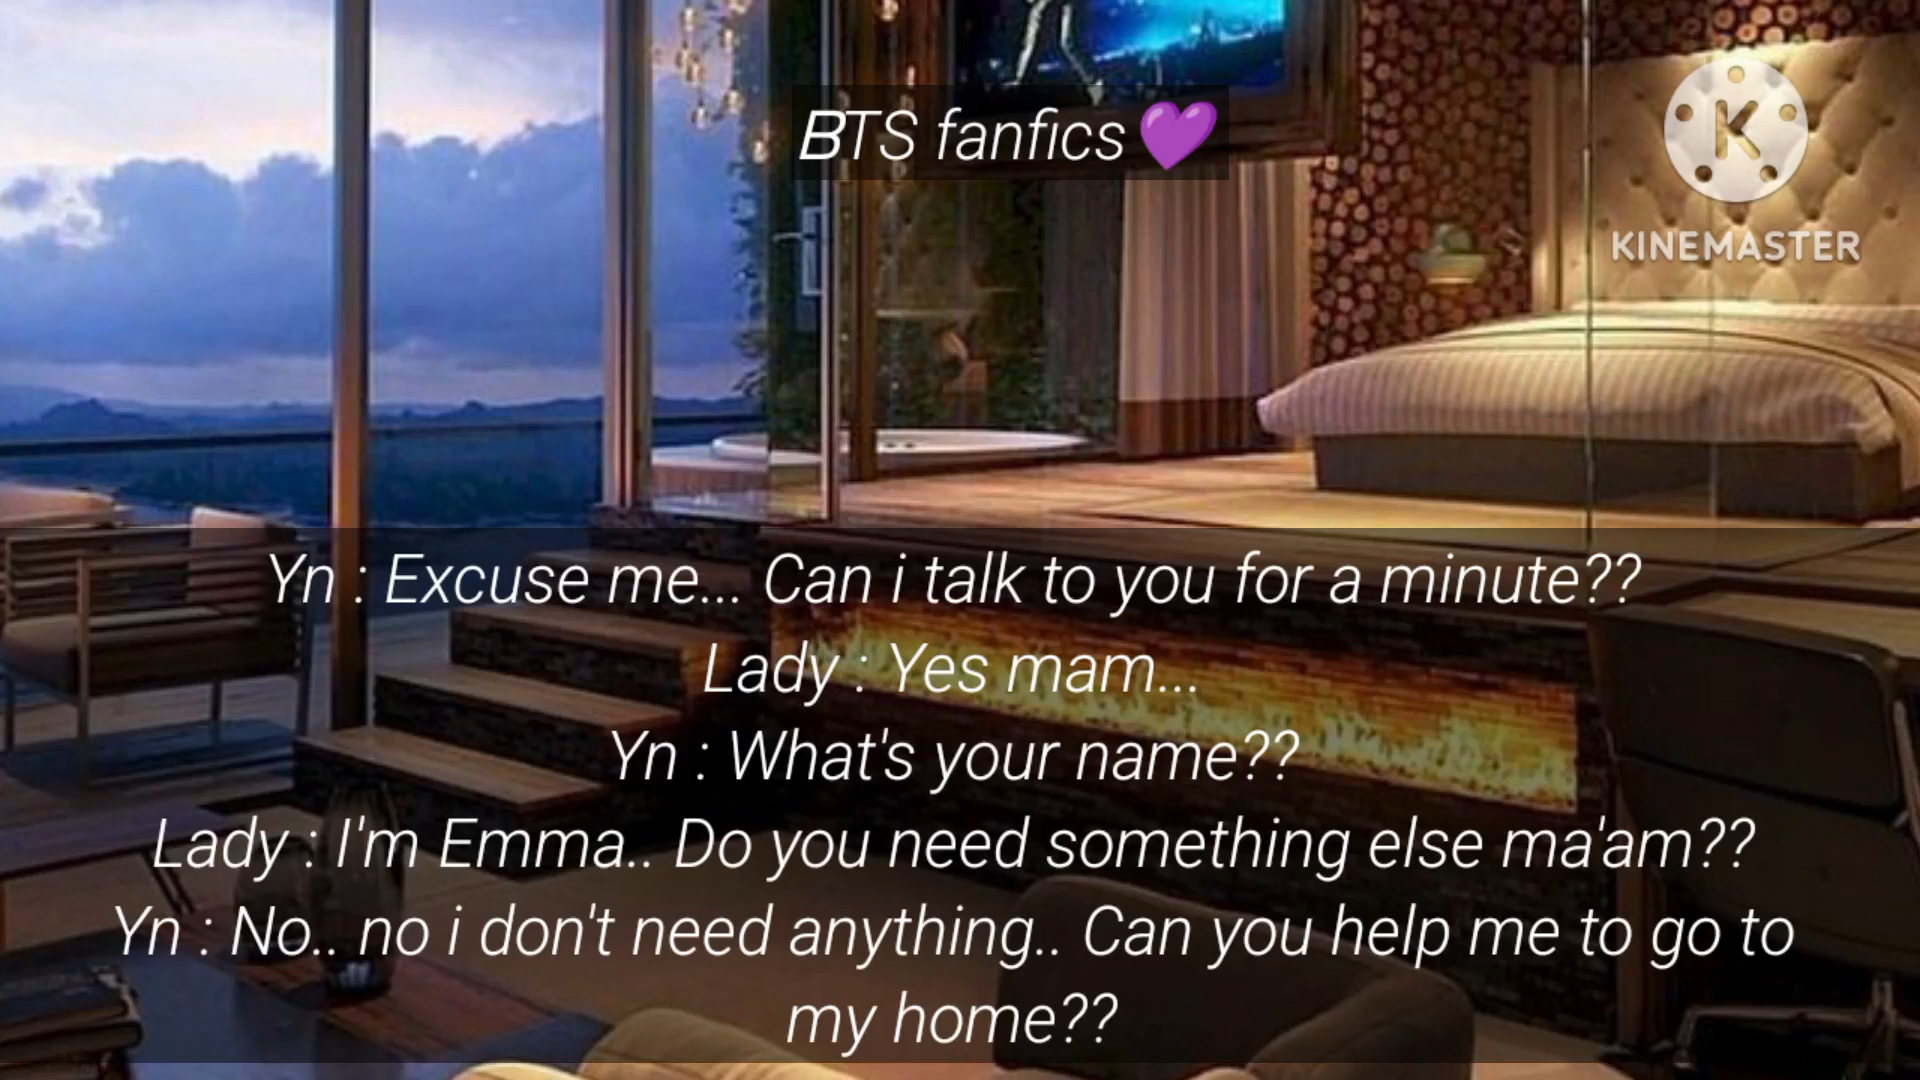 BTS fanfics 💜
K
KINEMASTER
Yn : Excuse me... Can i talk to you for a minute??
Lady : Yes mam...
Yn : What's your name??
Lady : I'm Emma.. Do you need something else ma'am??
Yn : No.. no i don't need anything.. Can you help me to go to
my home??